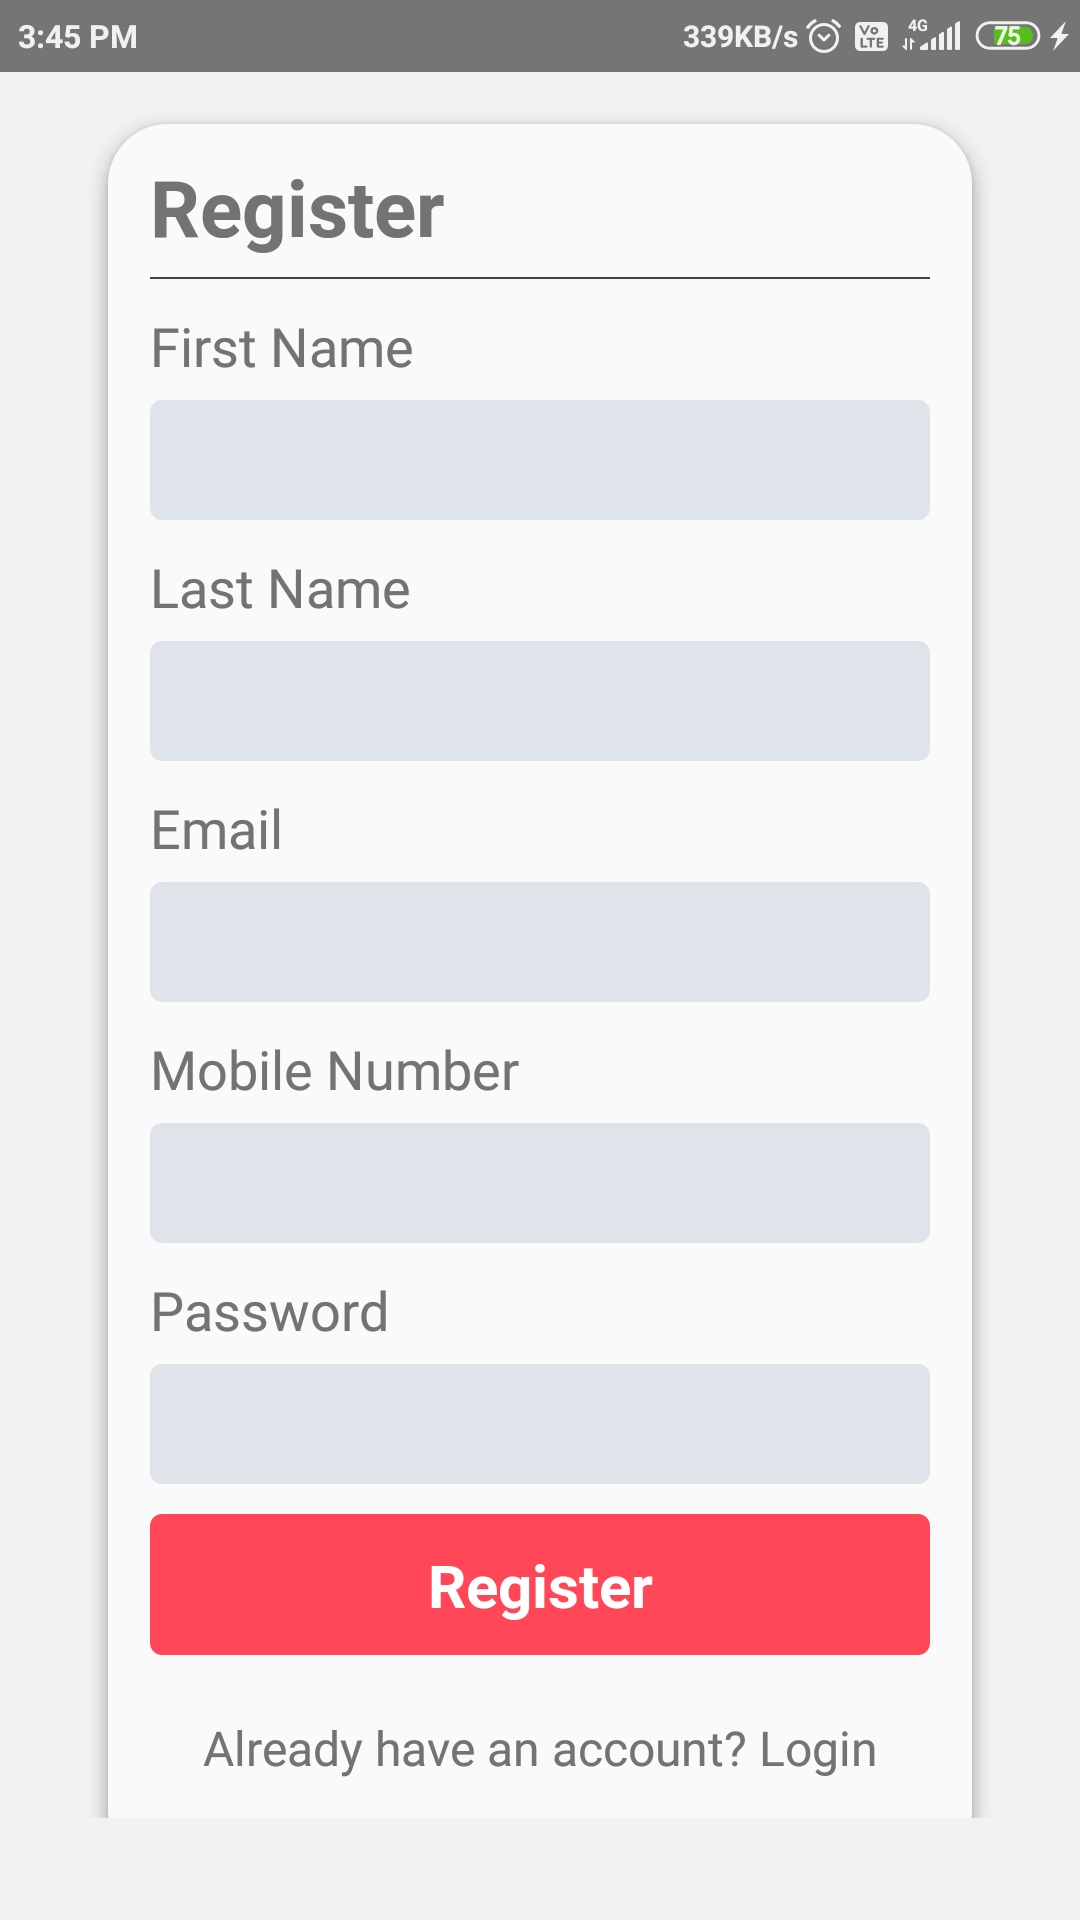 3:45 PM 339KB/s Vo LTE 4G 75
Register
First Name
Last Name
Email
Mobile Number
Password
Register
Already have an account? Login